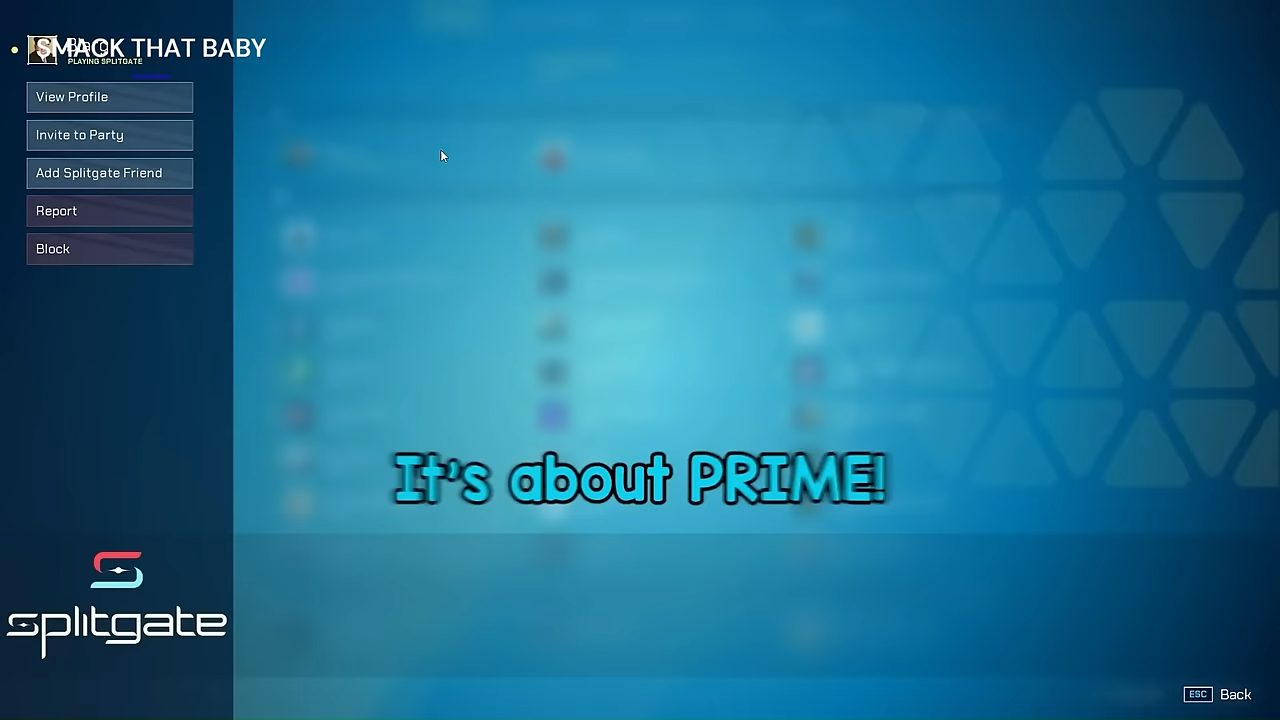 SMACK THAT BABY
PLAYING SPLITGATE
View Profile
Invite to Party
Add Splitgate Friend
Report
Block
It's about PRIME!
splitgate
ESC Back